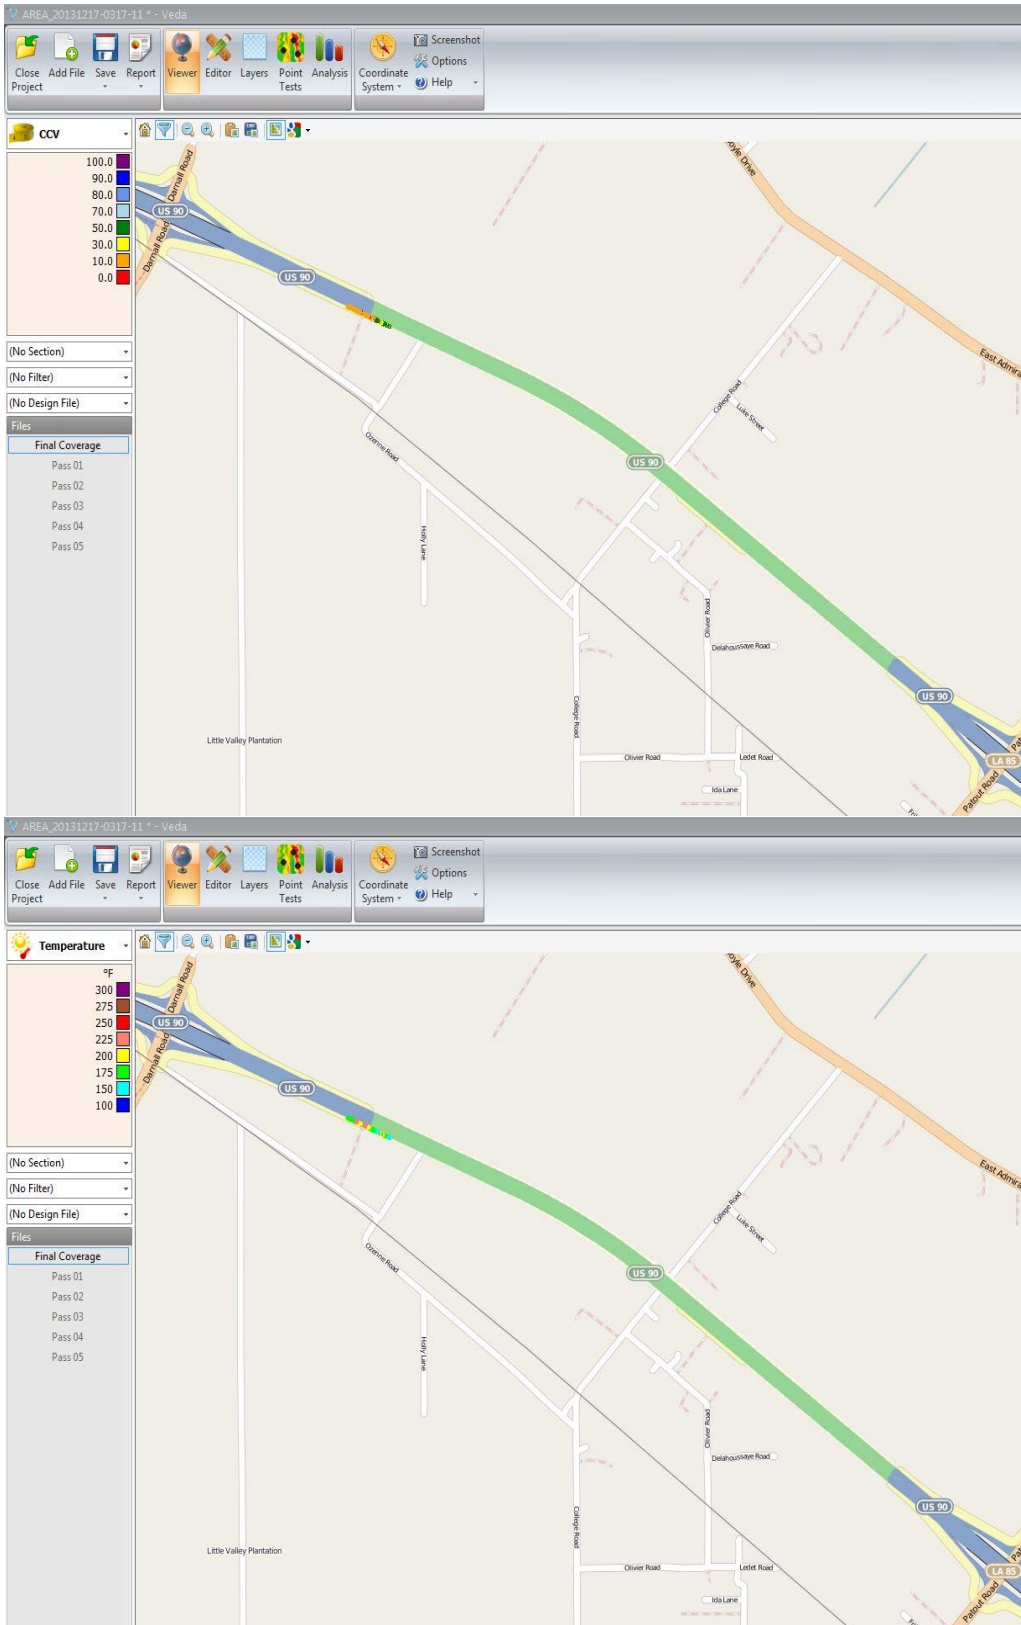 AREA_20131217-0317-11 * - Veda
Close Project
Add File
Save
Report
Viewer
Editor
Layers
Point Tests
Analysis
Coordinate System
Screenshot
Options
Help
CCV
100.0
90.0
80.0
70.0
50.0
30.0
10.0
0.0
(No Section)
(No Filter)
(No Design File)
Files
Final Coverage
Pass 01
Pass 02
Pass 03
Pass 04
Pass 05
Darnall Road
US 90
Darnall Road
US 90
oyle Drive
East Admira
College Road
Luke Street
US 90
Ozenne Road
Holly Lane
Olivier Road
Delahoussaye Road
US 90
College Road
Little Valley Plantation
Olivier Road
Ledet Road
LA 85
Ida Lane
Patout Road
AREA_20131217-0317-11 * - Veda
Close Project
Add File
Save
Report
Viewer
Editor
Layers
Point Tests
Analysis
Coordinate System
Screenshot
Options
Help
Temperature
°F
300
275
250
225
200
175
150
100
(No Section)
(No Filter)
(No Design File)
Files
Final Coverage
Pass 01
Pass 02
Pass 03
Pass 04
Pass 05
Darnall Road
US 90
Darnall Road
US 90
oyle Drive
East Admira
College Road
Luke Street
US 90
Ozenne Road
Holly Lane
Olivier Road
Delahoussaye Road
US 90
College Road
Little Valley Plantation
Olivier Road
Ledet Road
LA 85
Ida Lane
Patout Road